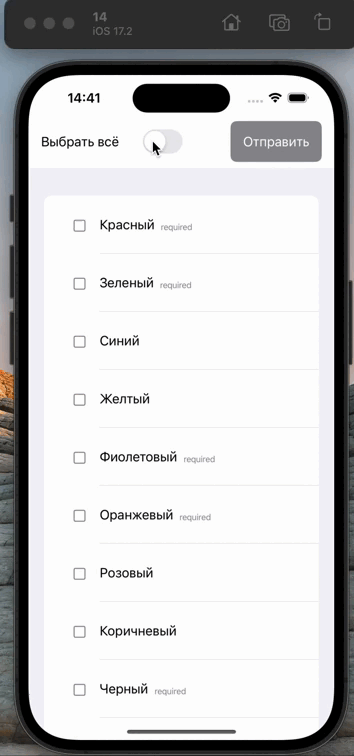 14
iOS 17.2
14:41
Выбрать всё
Отправить
Красный required
Зеленый required
Синий
Желтый
Фиолетовый required
Оранжевый required
Розовый
Коричневый
Черный required